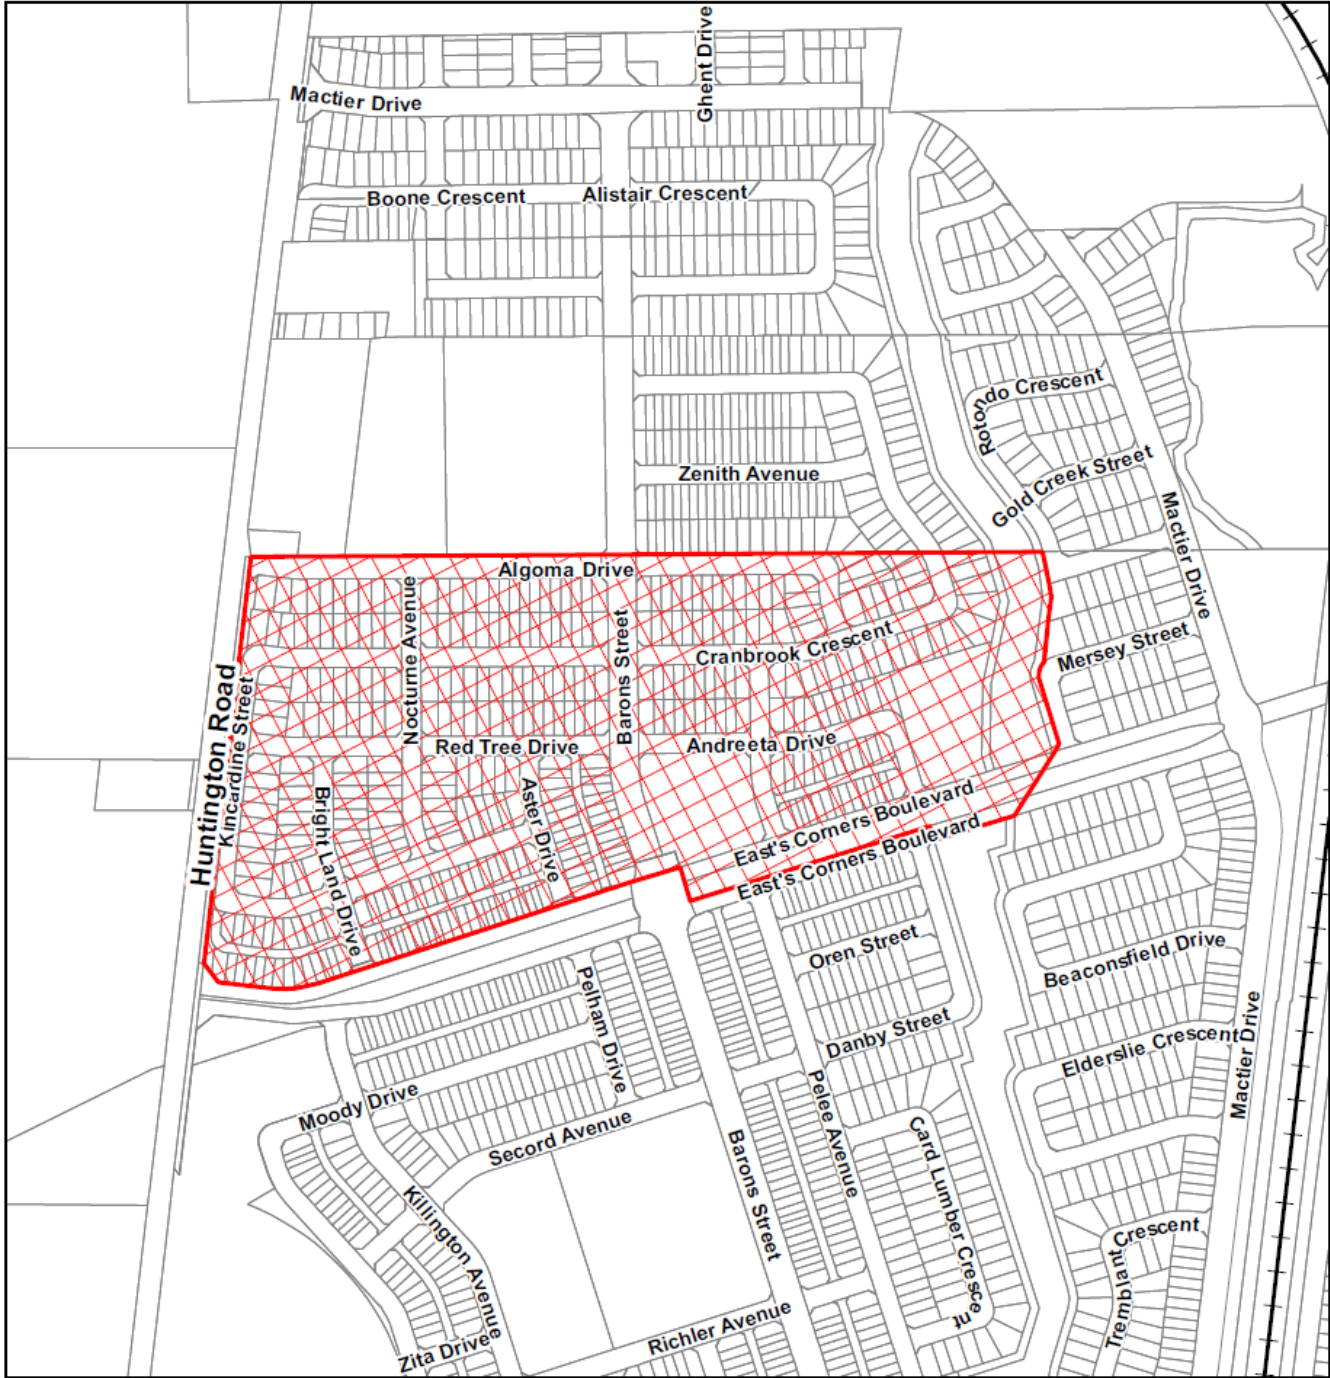 Ghent Drive
Mactier Drive
Boone Crescent
Alistair Crescent
Rotondo Crescent
Zenith Avenue
Gold Creek Street
Mactier Drive
Algoma Drive
Nocturne Avenue
Barons Street
Cranbrook Crescent
Mersey Street
Huntington Road
Kincardine Street
Red Tree Drive
Andreeta Drive
Bright Land Drive
Aster Drive
East's Corners Boulevard
East's Corners Boulevard
Oren Street
Beaconsfield Drive
Pelham Drive
Danby Street
Elderslie Crescent
Mactier Drive
Moody Drive
Pelee Avenue
Secord Avenue
Card Lumber Crescent
Barons Street
Killington Avenue
Tremblant Crescent
Richler Avenue
Zita Drive